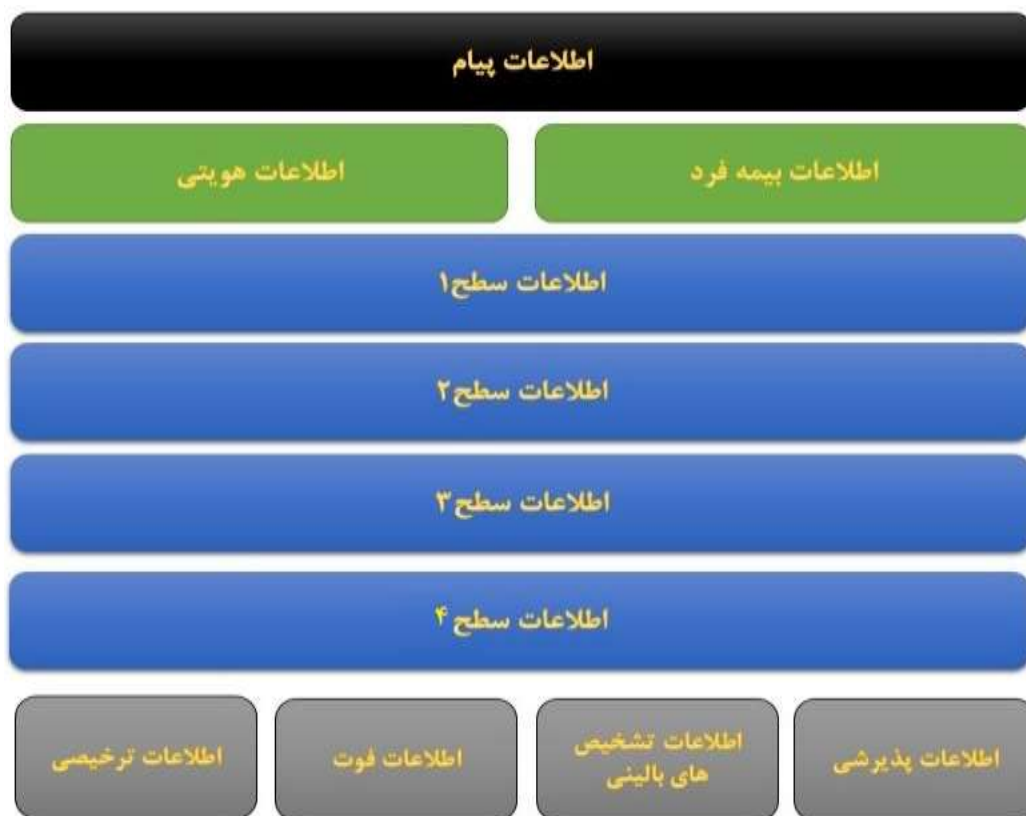 اطلاعات پیام
اطلاعات بیمه فرد
اطلاعات هویتی
اطلاعات سطح۱
اطلاعات سطح۲
اطلاعات سطح۳
اطلاعات سطح ۴
اطلاعات پذیرشی
اطلاعات تشخیص
های بالینی
اطلاعات فوت
اطلاعات ترخیصی